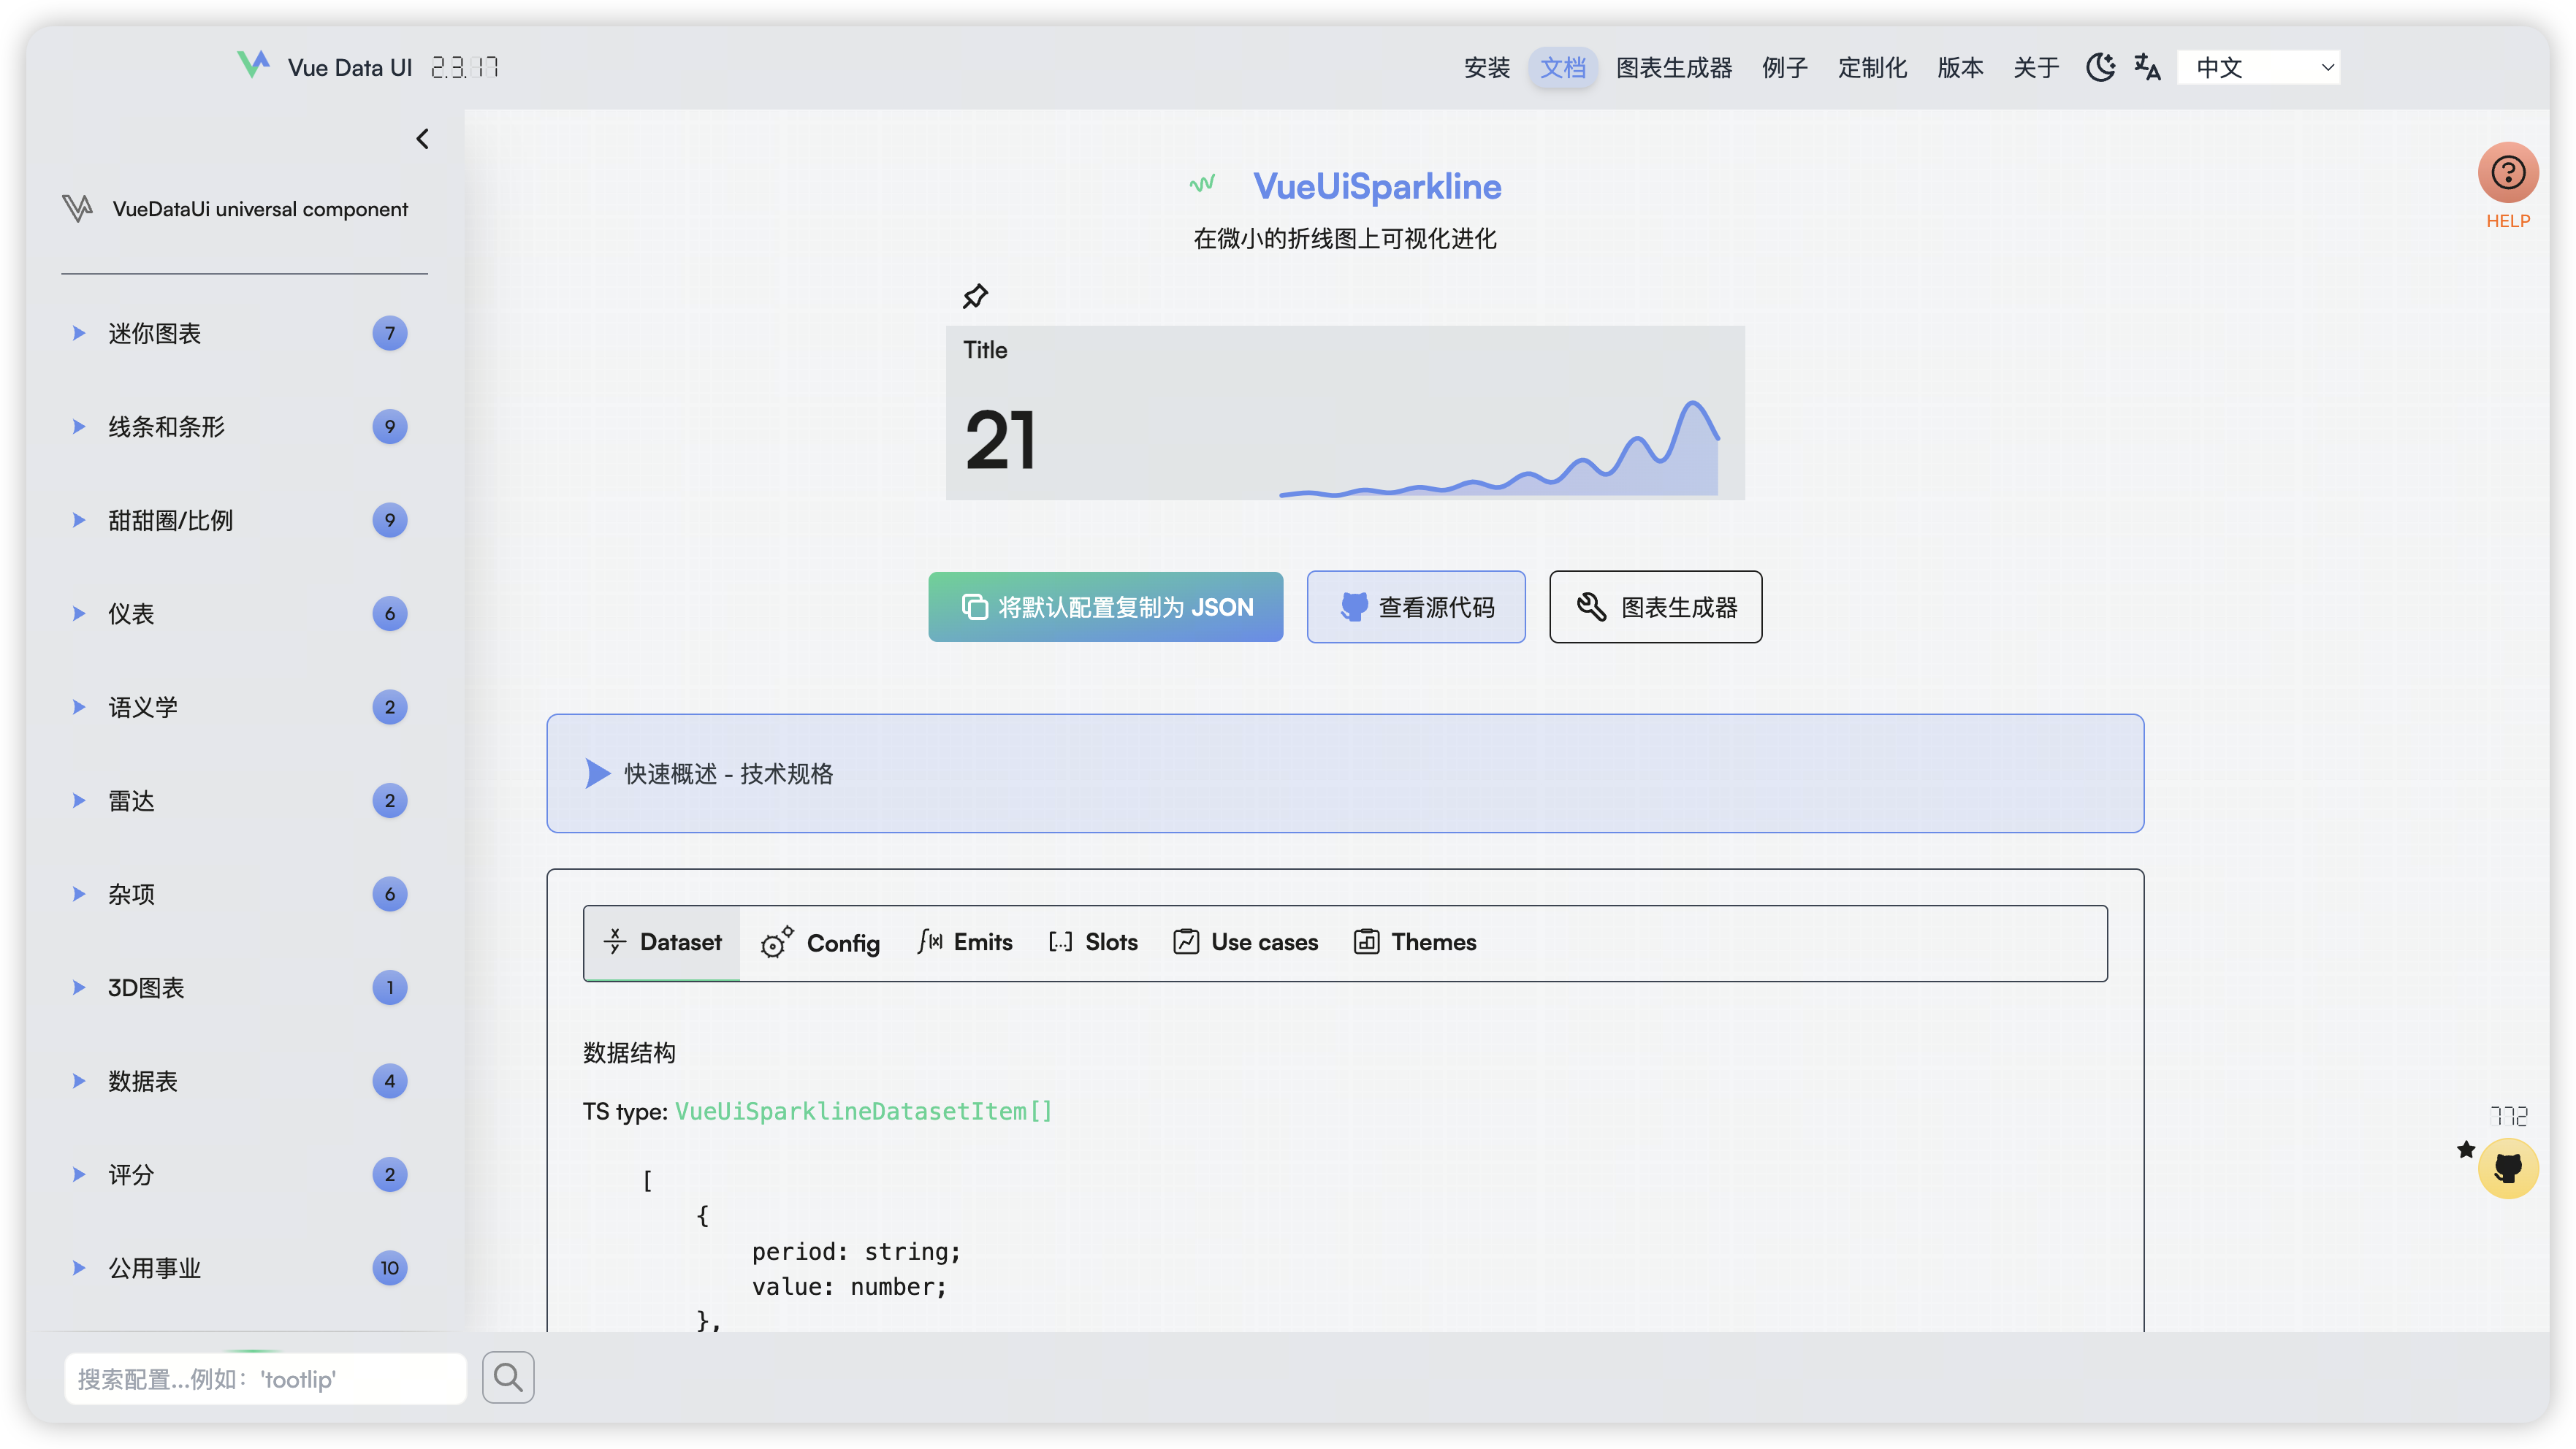 Vue Data UI 2.3.17
安装 文档 图表生成器 例子 定制化 版本 关于 中文
VueDataUi universal component
迷你图表 7
线条和条形 9
甜甜圈/比例 9
仪表 6
语义学 2
雷达 2
杂项 6
3D图表 1
数据表 4
评分 2
公用事业 10
搜索配置...例如：'tootlip'
VueUiSparkline
在微小的折线图上可视化进化
Title
21
将默认配置复制为 JSON 查看源代码 图表生成器
快速概述 - 技术规格
Dataset Config Emits Slots Use cases Themes
数据结构
TS type: VueUiSparklineDatasetItem[]
[
{
period: string;
value: number;
},
HELP
772